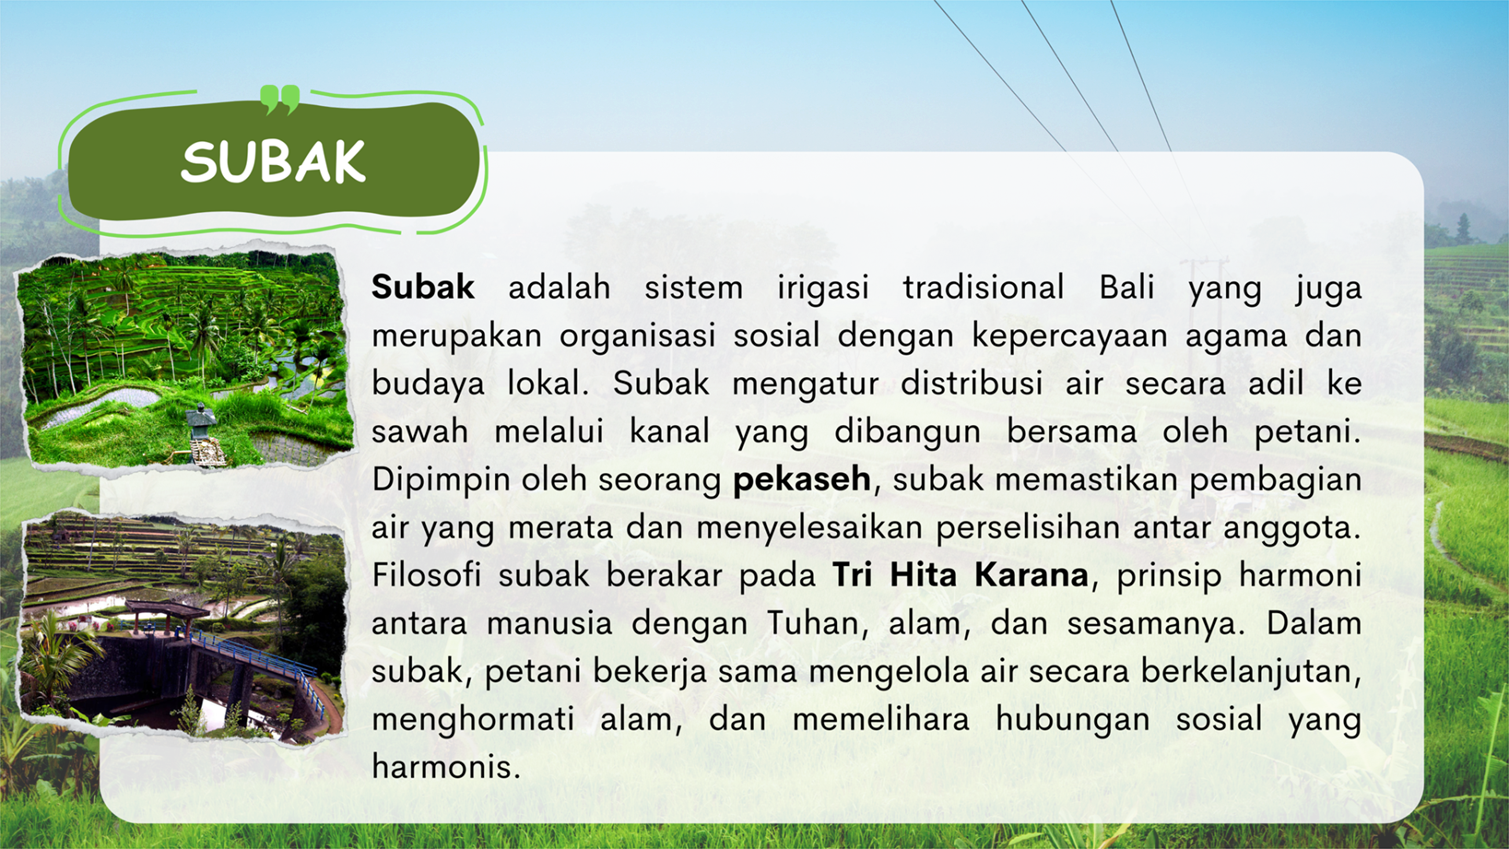 SUBAK
Subak adalah sistem irigasi tradisional Bali yang juga
merupakan organisasi sosial dengan kepercayaan agama dan
budaya lokal. Subak mengatur distribusi air secara adil ke
sawah melalui kanal yang dibangun bersama oleh petani.
Dipimpin oleh seorang pekaseh, subak memastikan pembagian
air yang merata dan menyelesaikan perselisihan antar anggota.
Filosofi subak berakar pada Tri Hita Karana, prinsip harmoni
antara manusia dengan Tuhan, alam, dan sesamanya. Dalam
subak, petani bekerja sama mengelola air secara berkelanjutan,
menghormati alam, dan memelihara hubungan sosial yang
harmonis.